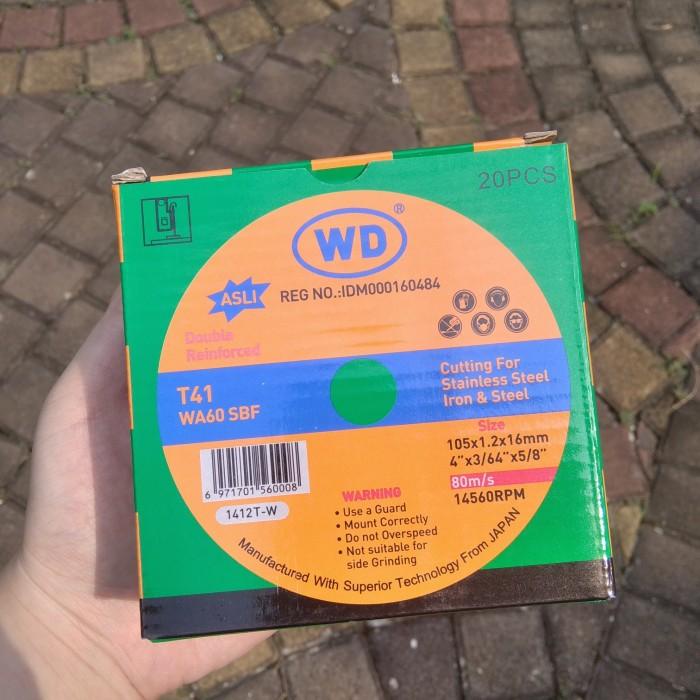 20PCS
WD®
ASLI
REG NO.:IDM000160484
Double
Reinforced
T41
WA60 SBF
Cutting For
Stainless Steel
Iron & Steel
Size
105x1.2x16mm
4"x3/64"x5/8"
80m/s
14560RPM
6 971701 560008
1412T-W
WARNING
• Use a Guard
• Mount Correctly
• Do not Overspeed
• Not suitable for
side Grinding
Manufactured With Superior Technology From JAPAN